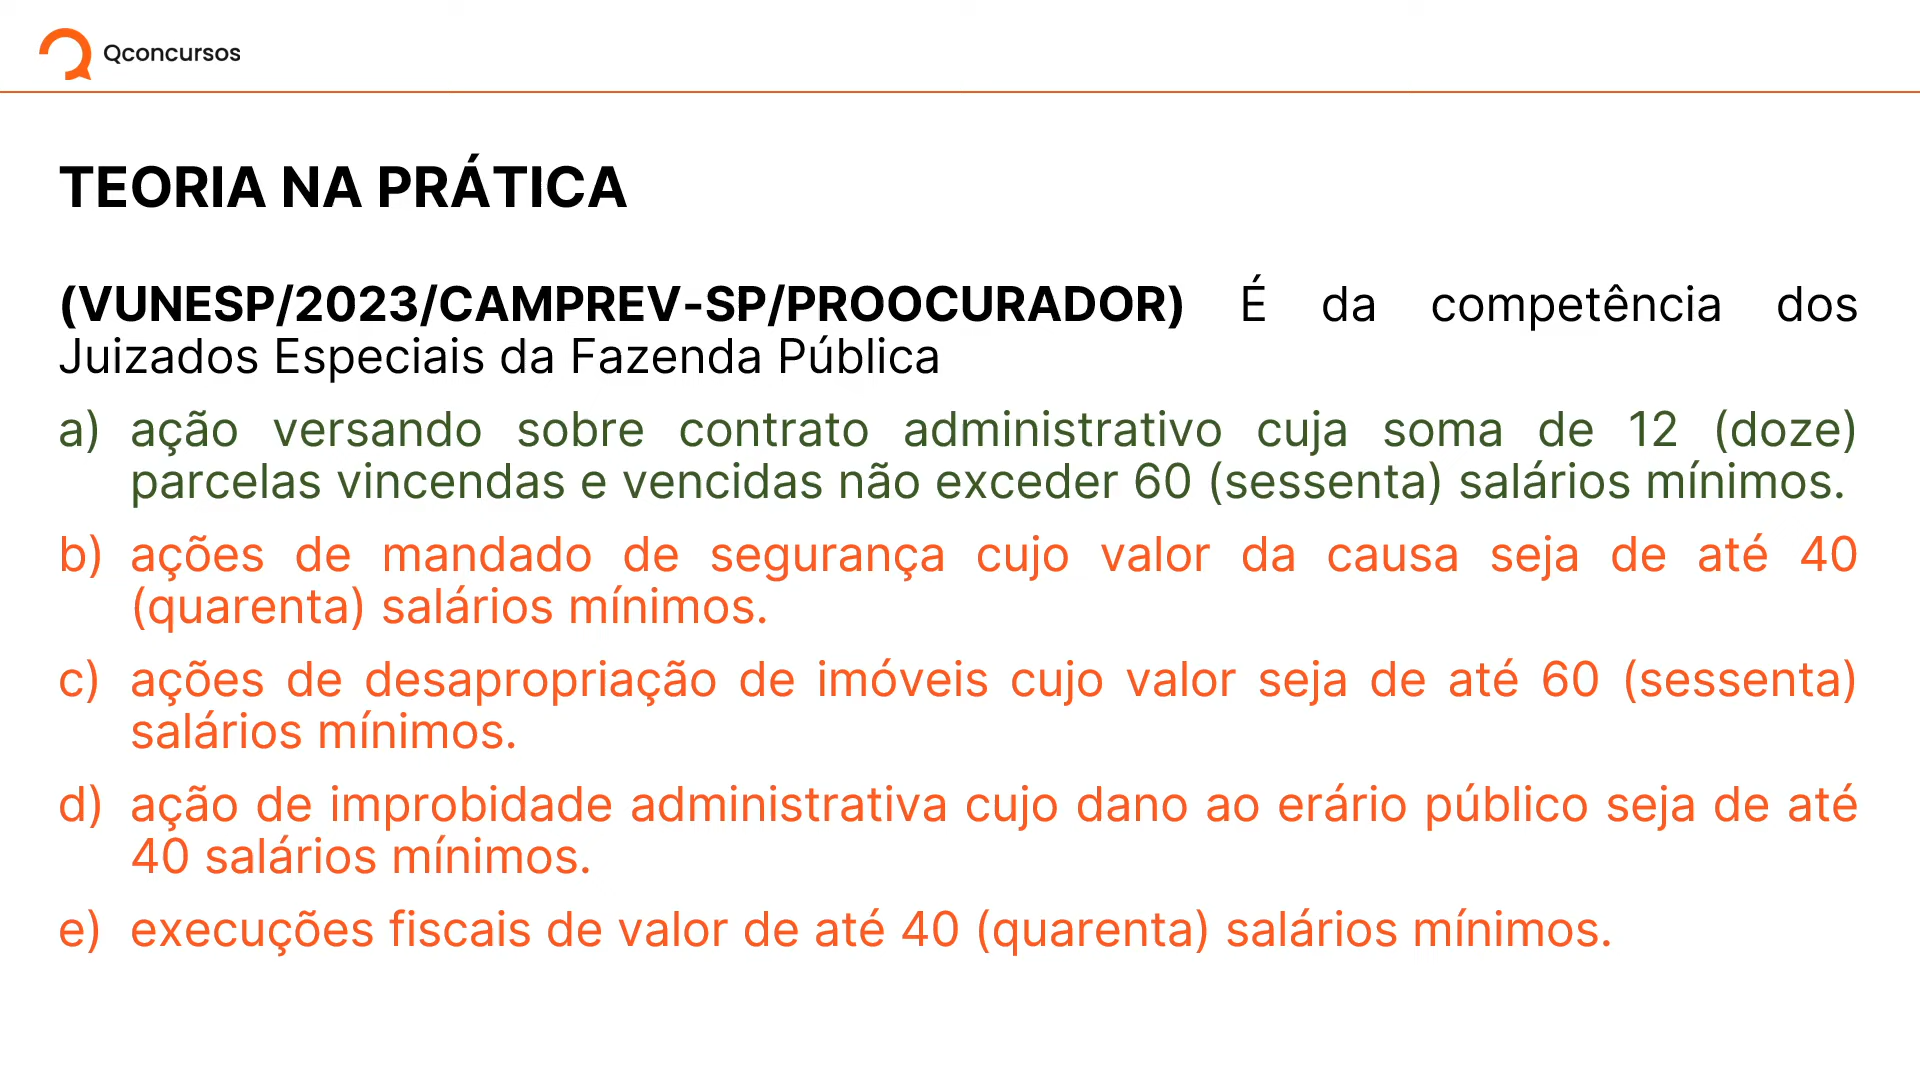 Qconcursos
TEORIA NA PRÁTICA
(VUNESP/2023/CAMPREV-SP/PROOCURADOR) É da competência dos
Juizados Especiais da Fazenda Pública
a) ação versando sobre contrato administrativo cuja soma de 12 (doze)
parcelas vincendas e vencidas não exceder 60 (sessenta) salários mínimos.
b) ações de mandado de segurança cujo valor da causa seja de até 40
(quarenta) salários mínimos.
c) ações de desapropriação de imóveis cujo valor seja de até 60 (sessenta)
salários mínimos.
d) ação de improbidade administrativa cujo dano ao erário público seja de até
40 salários mínimos.
e) execuções fiscais de valor de até 40 (quarenta) salários mínimos.